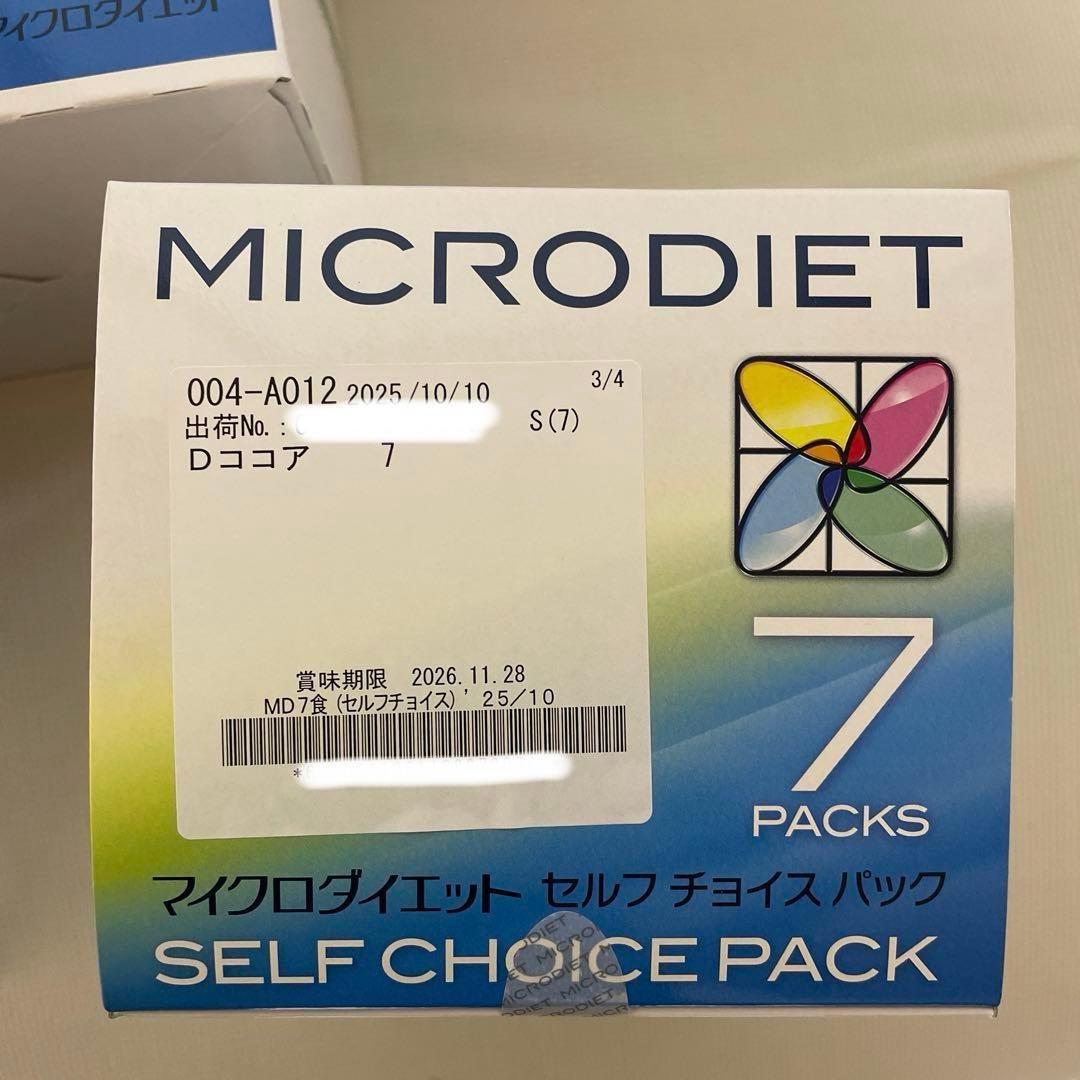 マイクロダイエット
MICRODIET
004-A012 2025/10/10 3/4
出荷No.: S(7)
Dココア 7
賞味期限 2026.11.28
MD7食(セルフチョイス)'25/10
*
7
PACKS
マイクロダイエット セルフ チョイス パック
SELF CHOICE PACK
MICRODIET
MICRODIET